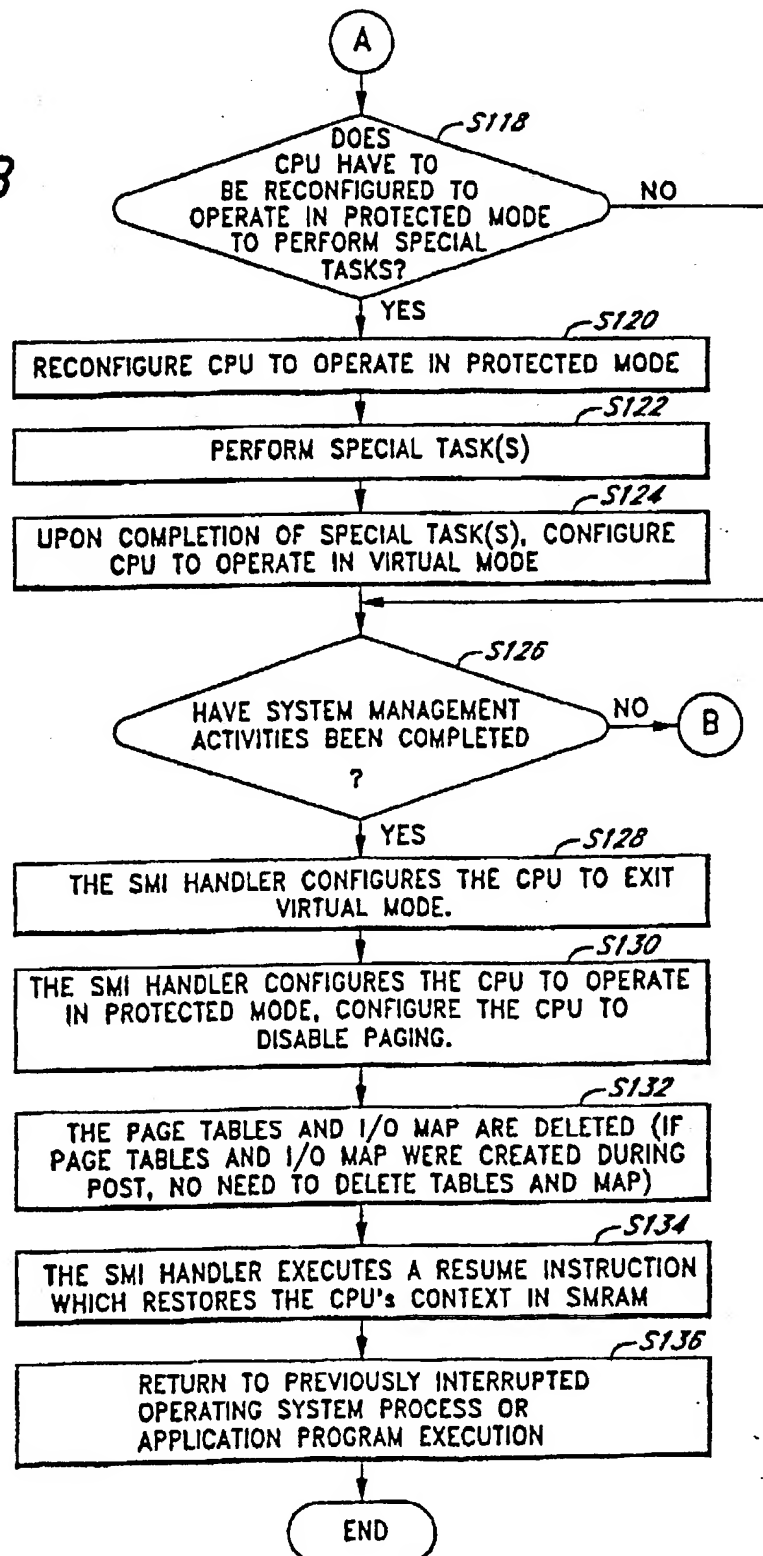 A
S118
DOES
CPU HAVE TO
BE RECONFIGURED TO
OPERATE IN PROTECTED MODE
TO PERFORM SPECIAL
TASKS?
NO
B
YES
S120
RECONFIGURE CPU TO OPERATE IN PROTECTED MODE
S122
PERFORM SPECIAL TASK(S)
S124
UPON COMPLETION OF SPECIAL TASK(S), CONFIGURE
CPU TO OPERATE IN VIRTUAL MODE
S126
HAVE SYSTEM MANAGEMENT
ACTIVITIES BEEN COMPLETED
?
NO
B
YES
S128
THE SMI HANDLER CONFIGURES THE CPU TO EXIT
VIRTUAL MODE.
S130
THE SMI HANDLER CONFIGURES THE CPU TO OPERATE
IN PROTECTED MODE, CONFIGURE THE CPU TO
DISABLE PAGING.
S132
THE PAGE TABLES AND I/O MAP ARE DELETED (IF
PAGE TABLES AND I/O MAP WERE CREATED DURING
POST, NO NEED TO DELETE TABLES AND MAP)
S134
THE SMI HANDLER EXECUTES A RESUME INSTRUCTION
WHICH RESTORES THE CPU's CONTEXT IN SMRAM
S136
RETURN TO PREVIOUSLY INTERRUPTED
OPERATING SYSTEM PROCESS OR
APPLICATION PROGRAM EXECUTION
END